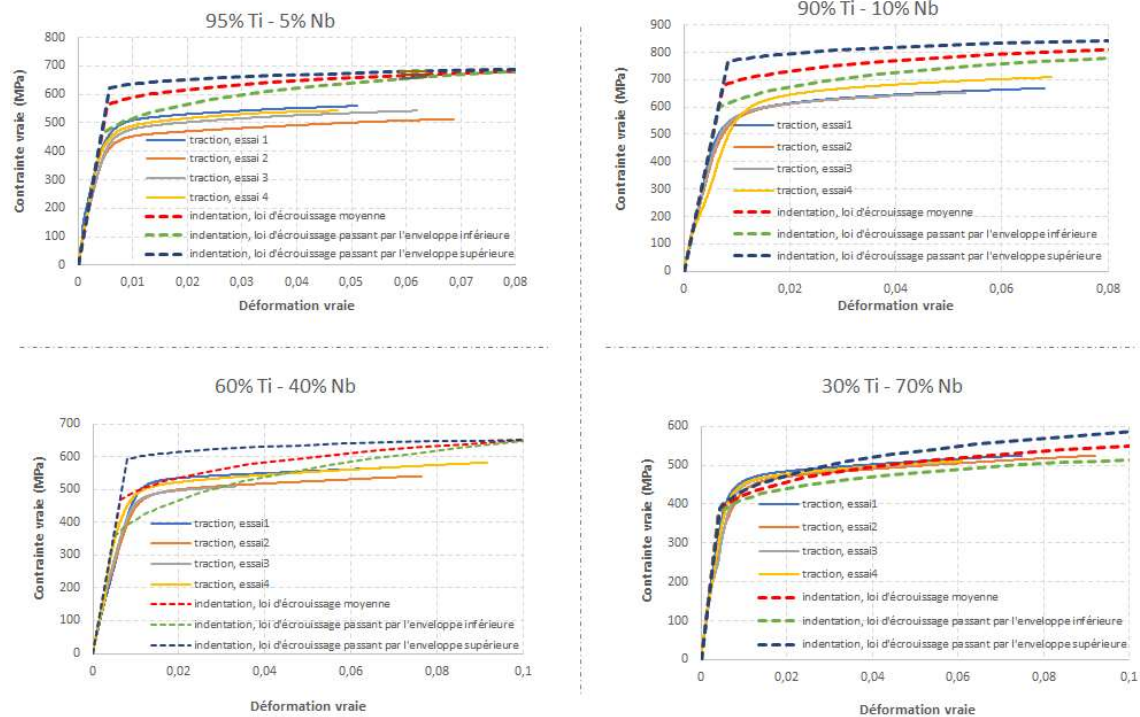 95% Ti - 5% Nb
Contrainte vraie (MPa)
800
700
600
500
400
300
200
100
0
traction, essai 1
traction, essai 2
traction, essai 3
traction, essai 4
indentation, loi d'écrouissage moyenne
indentation, loi d'écrouissage passant par l'enveloppe inférieure
indentation, loi d'écrouissage passant par l'enveloppe supérieure
0 0,01 0,02 0,03 0,04 0,05 0,06 0,07 0,08
Déformation vraie
90% Ti - 10% Nb
Contrainte vraie (MPa)
900
800
700
600
500
400
300
200
100
0
traction, essai1
traction, essai2
traction, essai3
traction, essai4
indentation, loi d'écrouissage moyenne
indentation, loi d'écrouissage passant par l'enveloppe inférieure
indentation, loi d'écrouissage passant par l'enveloppe supérieure
0 0,02 0,04 0,06 0,08
Déformation vraie
60% Ti - 40% Nb
Contrainte vraie (MPa)
700
600
500
400
300
200
100
0
traction, essai1
traction, essai2
traction, essai3
traction, essai4
indentation, loi d'écrouissage moyenne
indentation, loi d'écrouissage passant par l'enveloppe inférieure
indentation, loi d'écrouissage passant par l'enveloppe supérieure
0 0,02 0,04 0,06 0,08 0,1
Déformation vraie
30% Ti - 70% Nb
Contrainte vraie (MPa)
600
500
400
300
200
100
0
traction, essai1
traction, essai2
traction, essai3
traction, essai4
indentation, loi d'écrouissage moyenne
indentation, loi d'écrouissage passant par l'enveloppe inférieure
indentation, loi d'écrouissage passant par l'enveloppe supérieure
0 0,02 0,04 0,06 0,08 0,1
Déformation vraie